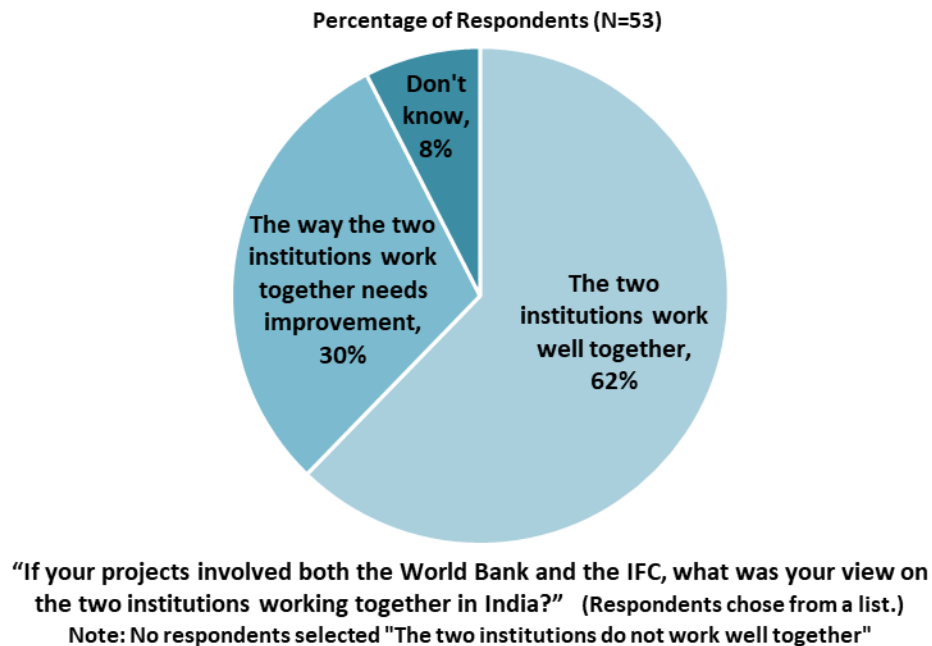 Percentage of Respondents (N=53)
Don't
know,
8%
The way the two
institutions work
together needs
improvement,
30%
The two
institutions work
well together,
62%
“If your projects involved both the World Bank and the IFC, what was your view on
the two institutions working together in India?” (Respondents chose from a list.)
Note: No respondents selected "The two institutions do not work well together"